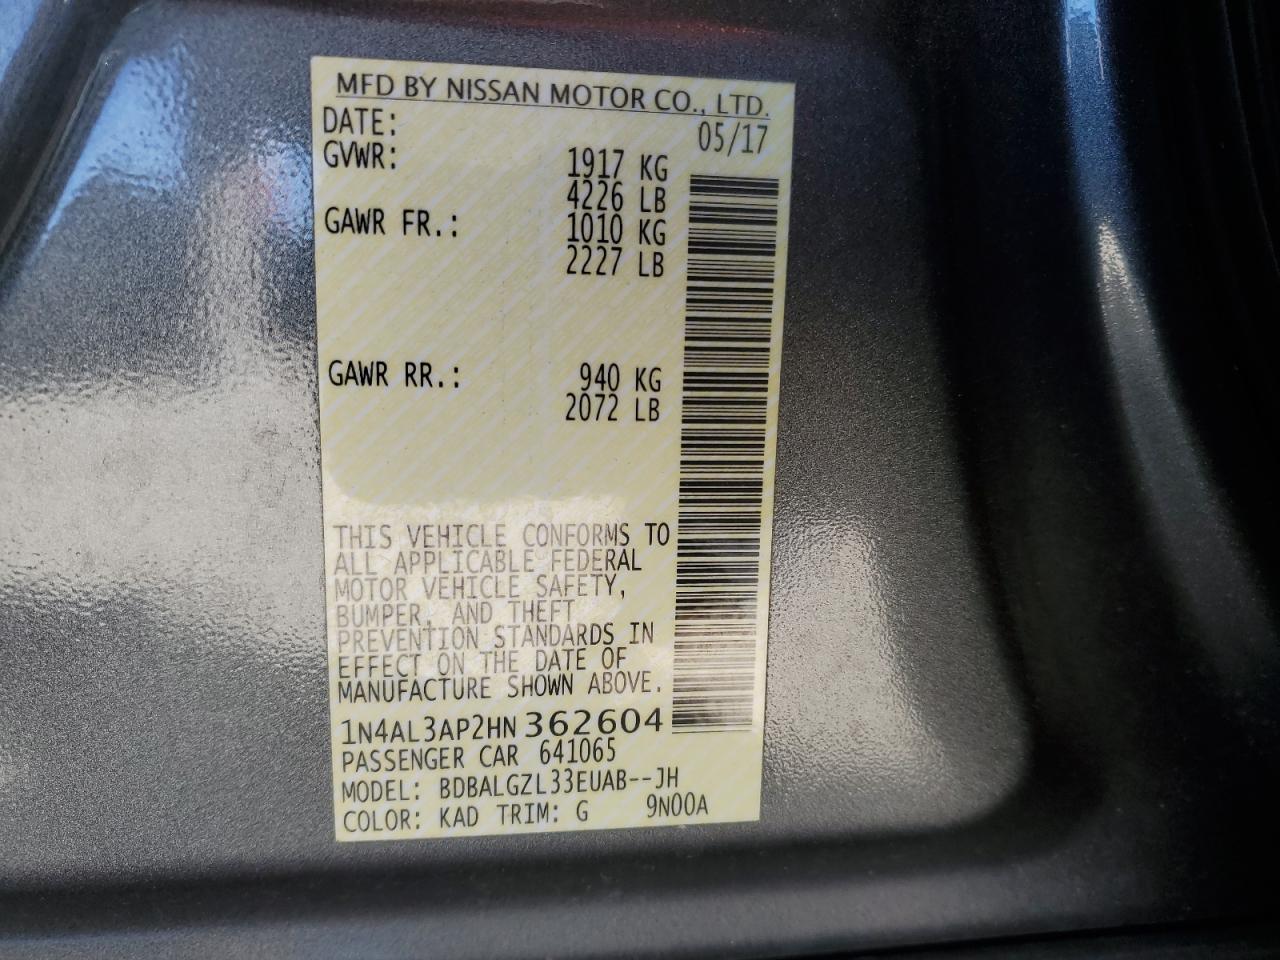 MFD BY NISSAN MOTOR CO., LTD.
DATE: 05/17
GVWR: 1917 KG
4226 LB
GAWR FR.: 1010 KG
2227 LB
GAWR RR.: 940 KG
2072 LB
THIS VEHICLE CONFORMS TO
ALL APPLICABLE FEDERAL
MOTOR VEHICLE SAFETY,
BUMPER, AND THEFT
PREVENTION STANDARDS IN
EFFECT ON THE DATE OF
MANUFACTURE SHOWN ABOVE.
1N4AL3AP2HN362604
PASSENGER CAR 641065
MODEL: BDBALGZL33EUAB--JH
COLOR: KAD TRIM: G 9N00A